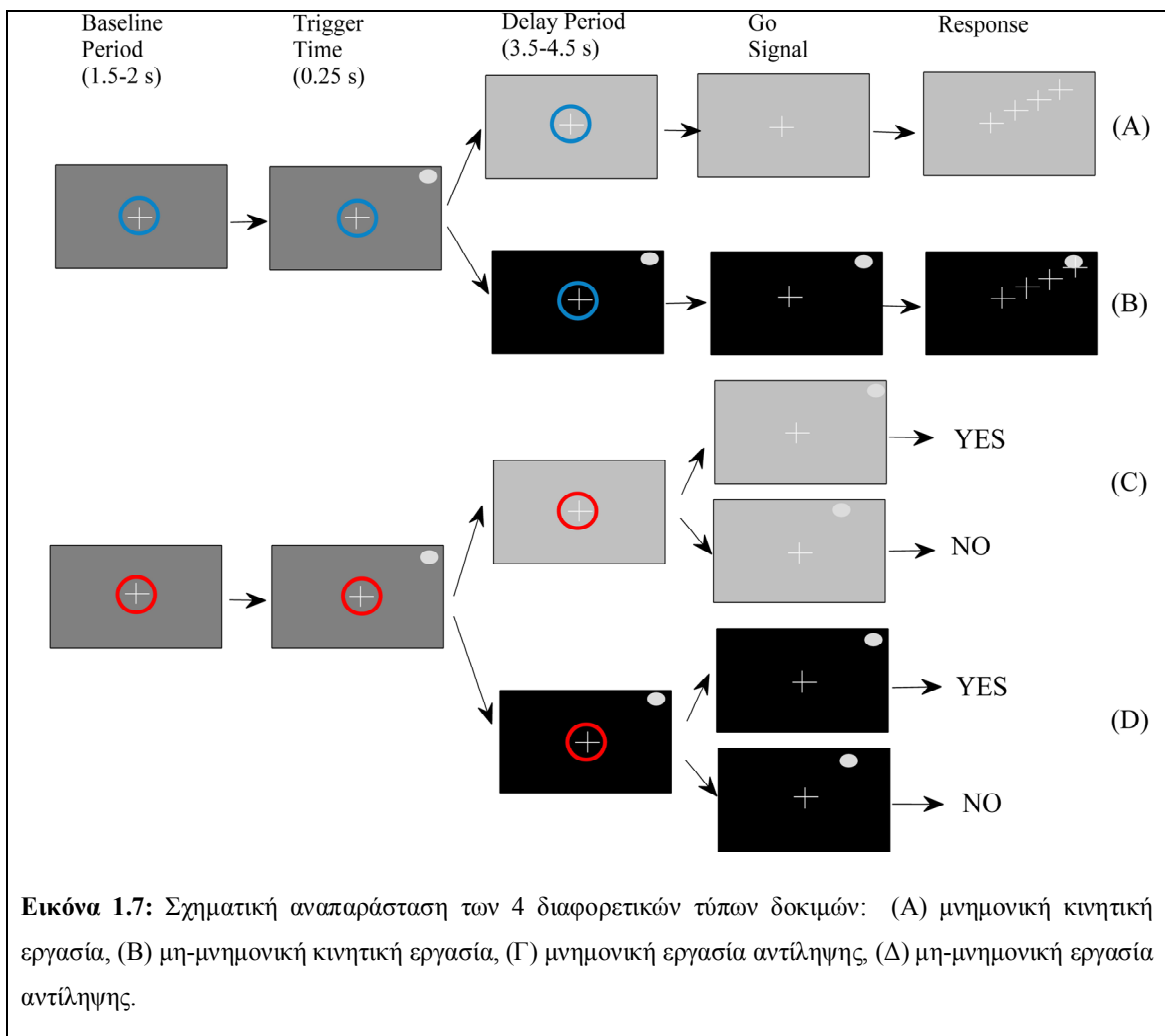 Baseline Period (1.5-2 s)
Trigger Time (0.25 s)
Delay Period (3.5-4.5 s)
Go Signal
Response
(A)
(B)
YES
(C)
NO
YES
(D)
NO
Εικόνα 1.7: Σχηματική αναπαράσταση των 4 διαφορετικών τύπων δοκιμών: (Α) μνημονική κινητική
εργασία, (Β) μη-μνημονική κινητική εργασία, (Γ) μνημονική εργασία αντίληψης, (Δ) μη-μνημονική εργασία
αντίληψης.